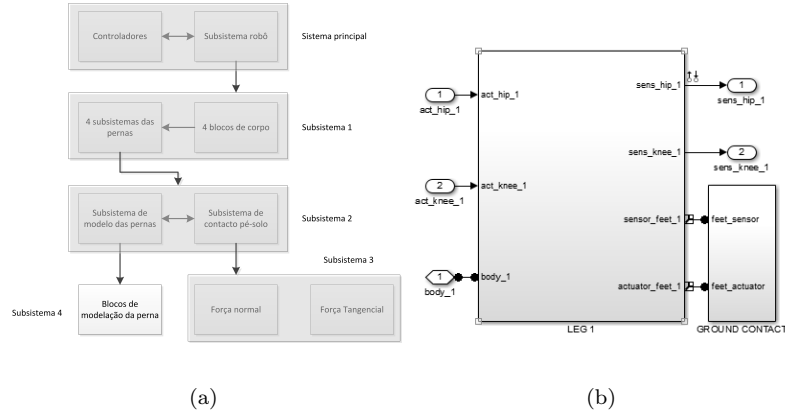 Controladores
Subsistema robô
Sistema principal
4 subsistemas das
pernas
4 blocos de corpo
Subsistema 1
Subsistema de
modelo das pernas
Subsistema de
contacto pé-solo
Subsistema 2
Subsistema 3
Subsistema 4
Blocos de
modelação da perna
Força normal
Força Tangencial
(a)
1
act_hip_1
act_hip_1
sens_hip_1
1
sens_hip_1
sens_knee_1
2
sens_knee_1
2
act_knee_1
act_knee_1
sensor_feet_1
feet_sensor
1
body_1
body_1
actuator_feet_1
feet_actuator
LEG 1
GROUND CONTACT
(b)